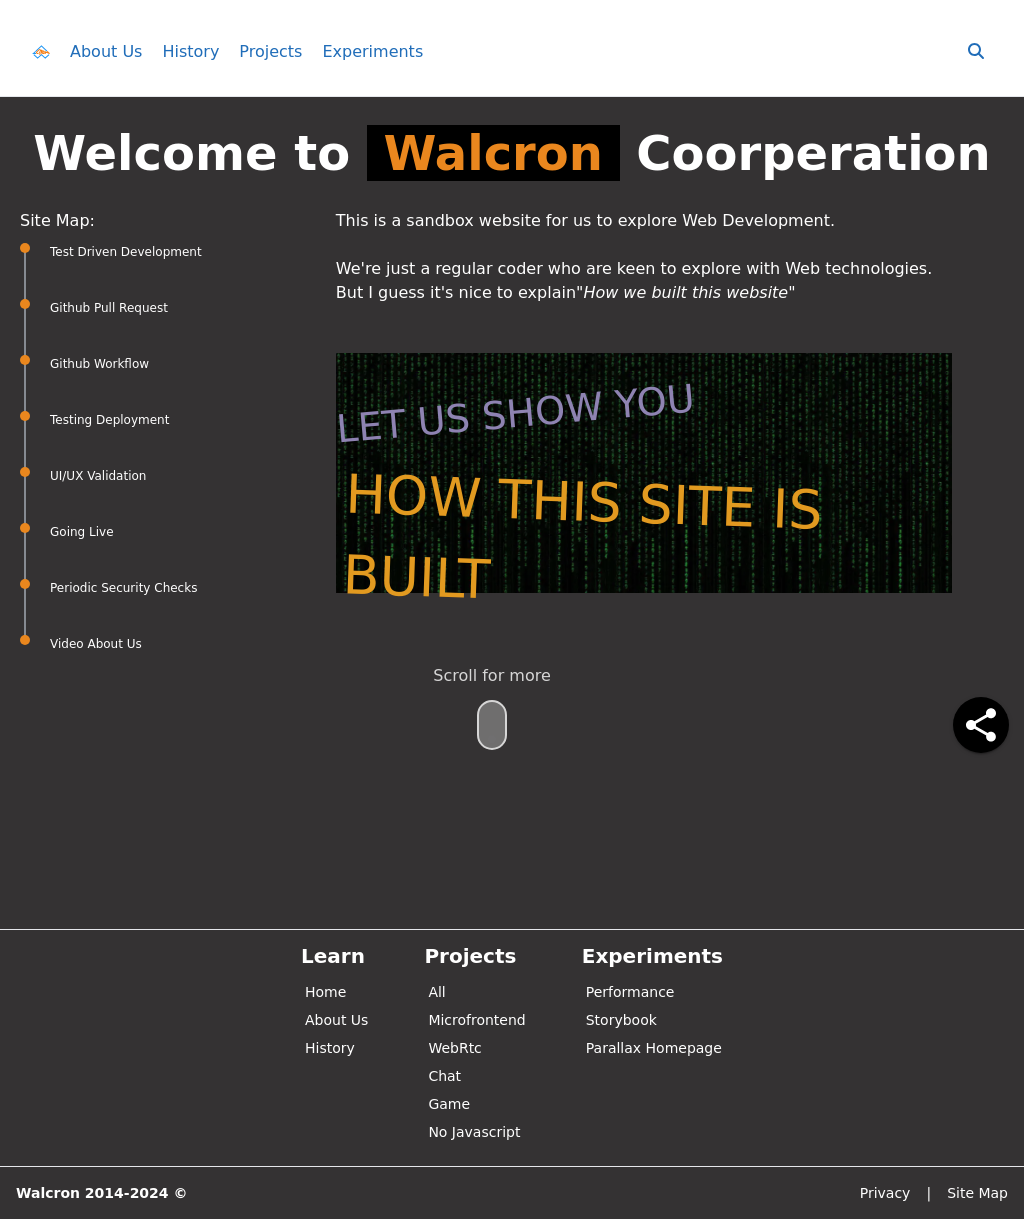 About Us History Projects Experiments
Welcome to Walcron Coorperation
Site Map:
Test Driven Development
Github Pull Request
Github Workflow
Testing Deployment
UI/UX Validation
Going Live
Periodic Security Checks
Video About Us
This is a sandbox website for us to explore Web Development.
We're just a regular coder who are keen to explore with Web technologies.
But I guess it's nice to explain"How we built this website"
LET US SHOW YOU
HOW THIS SITE IS
BUILT
Scroll for more
Learn
Home
About Us
History
Projects
All
Microfrontend
WebRtc
Chat
Game
No Javascript
Experiments
Performance
Storybook
Parallax Homepage
Walcron 2014-2024 ©
Privacy | Site Map